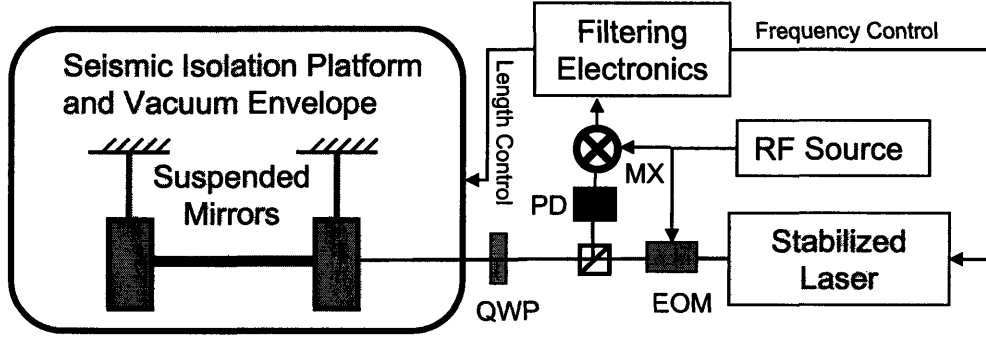 Seismic Isolation Platform
and Vacuum Envelope
Suspended
Mirrors
Length Control
Filtering
Electronics
Frequency Control
MX
RF Source
PD
QWP
EOM
Stabilized
Laser